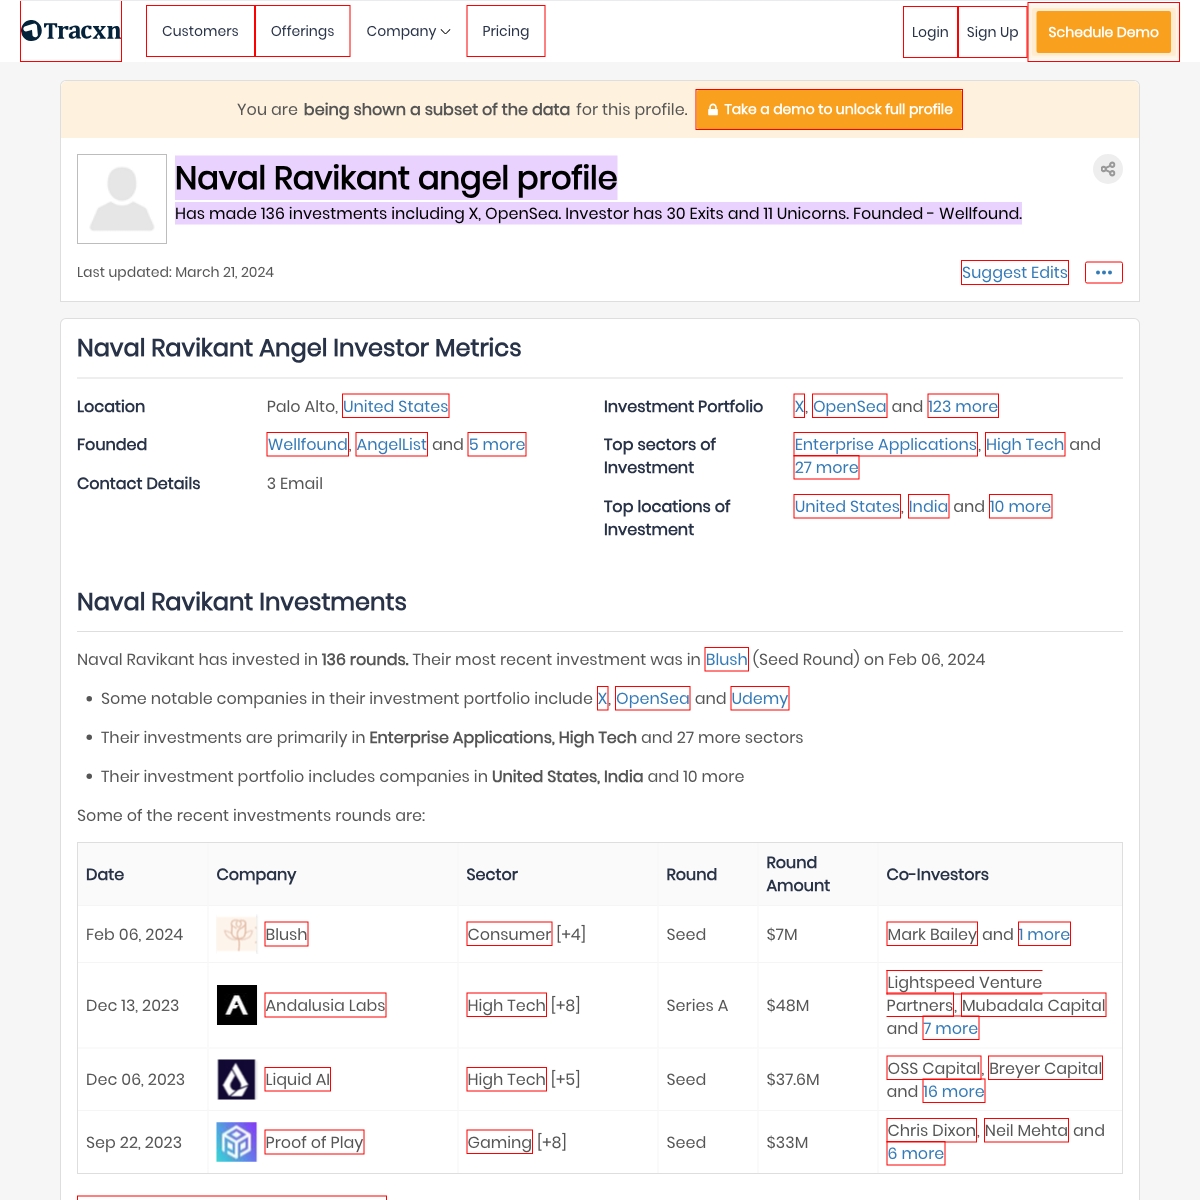 Tracxn
Customers
Offerings
Company
Pricing
Login
Sign Up
Schedule Demo
You are being shown a subset of the data for this profile.
Take a demo to unlock full profile
Naval Ravikant angel profile
Has made 136 investments including X, OpenSea. Investor has 30 Exits and 11 Unicorns. Founded - Wellfound.
Last updated: March 21, 2024
Suggest Edits
Naval Ravikant Angel Investor Metrics
Location
Palo Alto, United States
Founded
Wellfound, AngelList and 5 more
Contact Details
3 Email
Investment Portfolio
X, OpenSea and 123 more
Top sectors of
Investment
Enterprise Applications, High Tech and
27 more
Top locations of
Investment
United States, India and 10 more
Naval Ravikant Investments
Naval Ravikant has invested in 136 rounds. Their most recent investment was in Blush (Seed Round) on Feb 06, 2024
• Some notable companies in their investment portfolio include X, OpenSea and Udemy
• Their investments are primarily in Enterprise Applications, High Tech and 27 more sectors
• Their investment portfolio includes companies in United States, India and 10 more
Some of the recent investments rounds are:
Date
Company
Sector
Round
Round
Amount
Co-Investors
Feb 06, 2024
Blush
Consumer [+4]
Seed
$7M
Mark Bailey and 1 more
Dec 13, 2023
Andalusia Labs
High Tech [+8]
Series A
$48M
Lightspeed Venture
Partners, Mubadala Capital
and 7 more
Dec 06, 2023
Liquid AI
High Tech [+5]
Seed
$37.6M
OSS Capital, Breyer Capital
and 16 more
Sep 22, 2023
Proof of Play
Gaming [+8]
Seed
$33M
Chris Dixon, Neil Mehta and
6 more